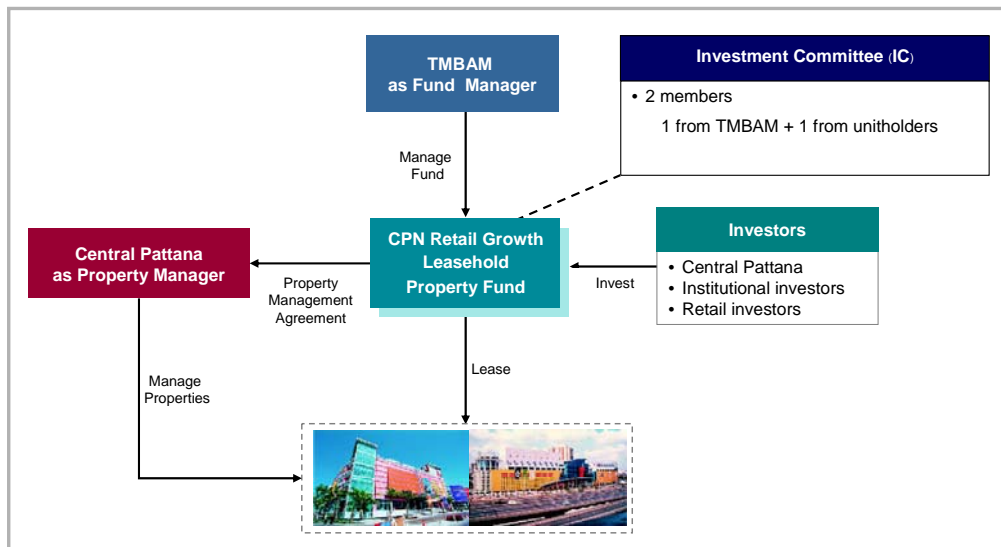 TMBAM
as Fund Manager
Investment Committee (IC)
• 2 members
1 from TMBAM + 1 from unitholders
Manage
Fund
Central Pattana
as Property Manager
CPN Retail Growth
Leasehold
Property Fund
Investors
• Central Pattana
• Institutional investors
• Retail investors
Property
Management
Agreement
Invest
Manage
Properties
Lease